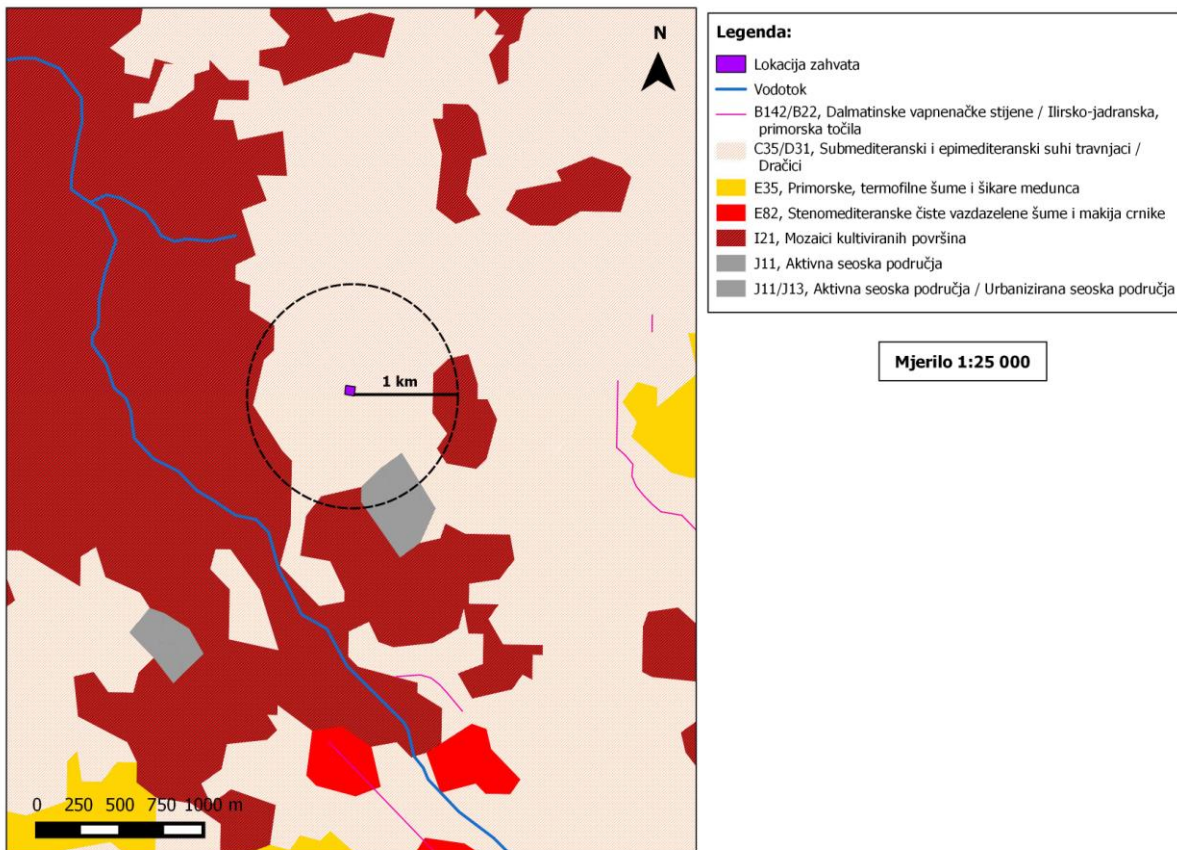 N
1 km
0 250 500 750 1000 m
Legenda:
Lokacija zahvata
Vodotok
B142/B22, Dalmatinske vapnenačke stijene / Ilirsko-jadranska,
primorska točila
C35/D31, Submediteranski i epimediteranski suhi travnjaci /
Dračici
E35, Primorske, termofilne šume i šikare medunca
E82, Stenomediteranske čiste vazdazelene šume i makija crnike
I21, Mozaici kultiviranih površina
J11, Aktivna seoska područja
J11/J13, Aktivna seoska područja / Urbanizirana seoska područja
Mjerilo 1:25 000